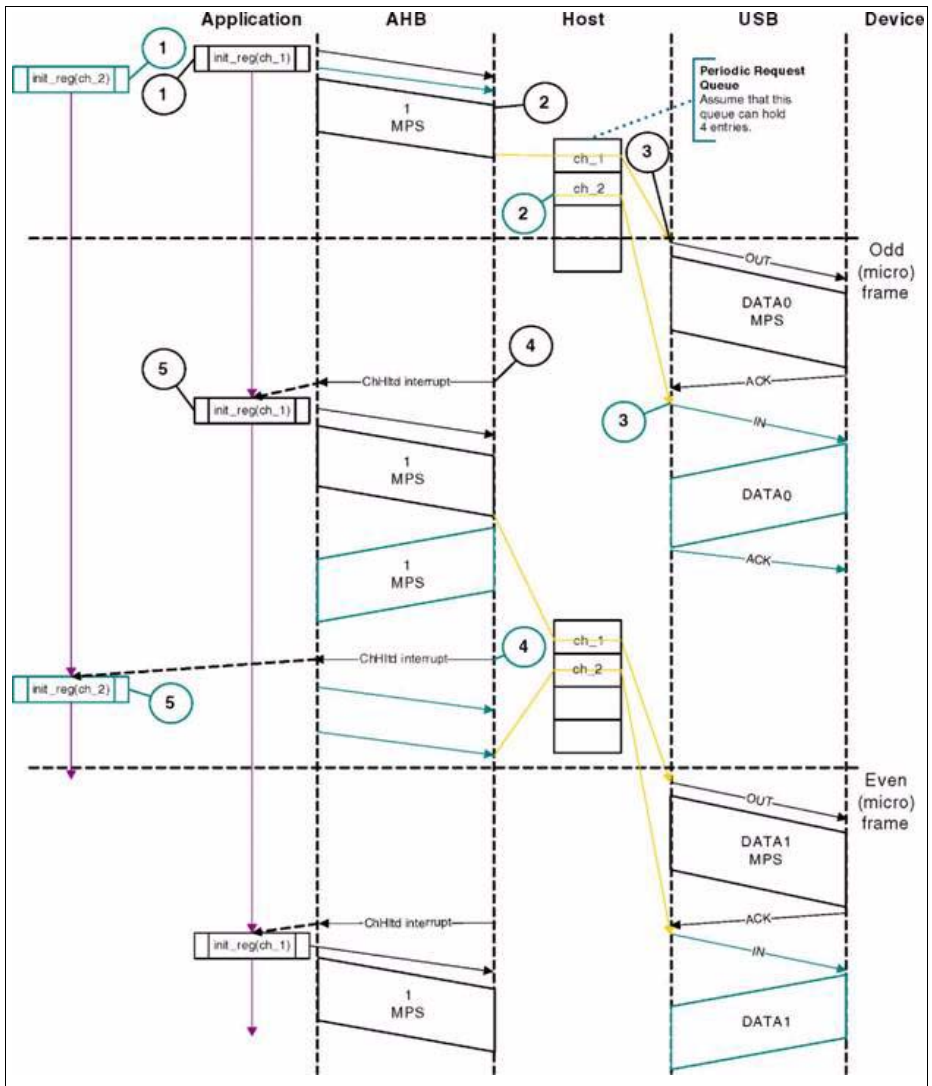 Application AHB Host USB Device
1 init_reg(ch_1)
init_reg(ch_2)
1
Periodic Request
Queue
Assume that this
queue can hold
4 entries.
1
MPS
2
3
ch_1
2
ch_2
Odd
(micro)
frame
OUT
DATA0
MPS
4
5
ChHltd interrupt
ACK
init_reg(ch_1)
3
IN
1
MPS
DATA0
1
MPS
ACK
4
ch_1
ChHltd interrupt
ch_2
init_reg(ch_2)
5
Even
(micro)
frame
OUT
DATA1
MPS
ChHltd interrupt
ACK
init_reg(ch_1)
IN
1
MPS
DATA1